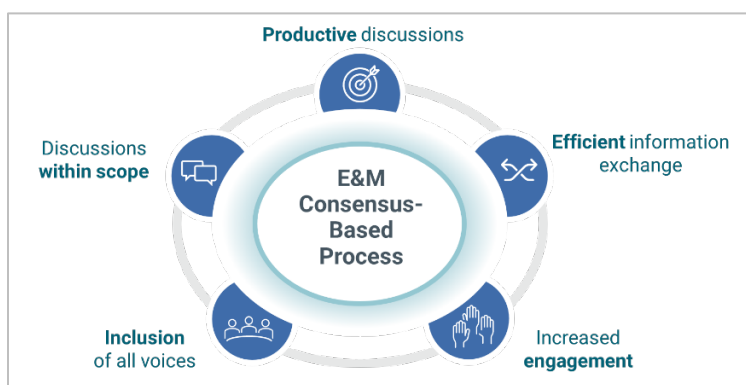 Productive discussions
Discussions
within scope
Efficient information
exchange
E&M
Consensus-
Based
Process
Inclusion
of all voices
Increased
engagement